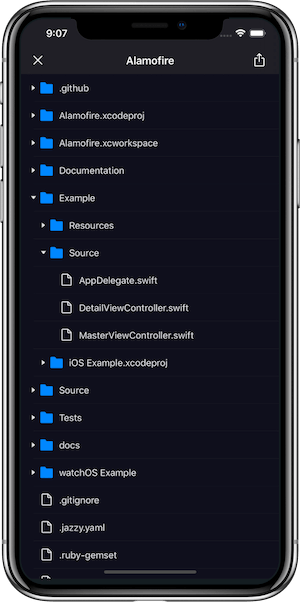 9:07
Alamofire
.github
Alamofire.xcodeproj
Alamofire.xcworkspace
Documentation
Example
Resources
Source
AppDelegate.swift
DetailViewController.swift
MasterViewController.swift
iOS Example.xcodeproj
Source
Tests
docs
watchOS Example
.gitignore
.jazzy.yaml
.ruby-gemset